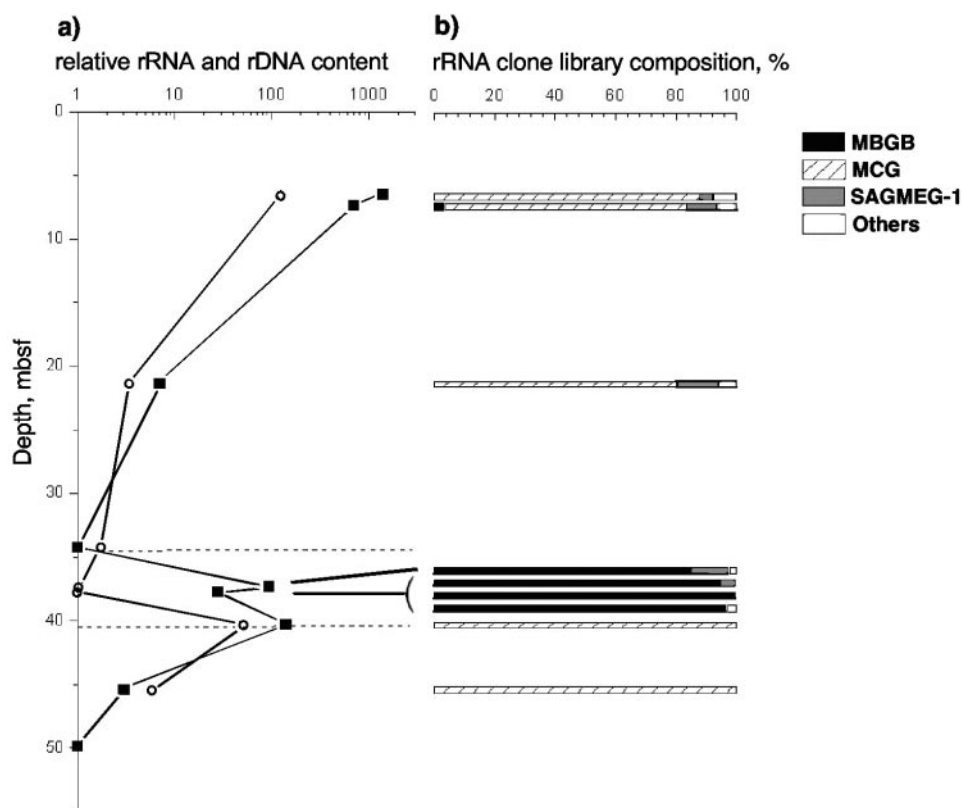 a)
relative rRNA and rDNA content
1 10 100 1000
b)
rRNA clone library composition, %
0 20 40 60 80 100
MBGB
MCG
SAGMEG-1
Others
Depth, mbsf
0
10
20
30
40
50